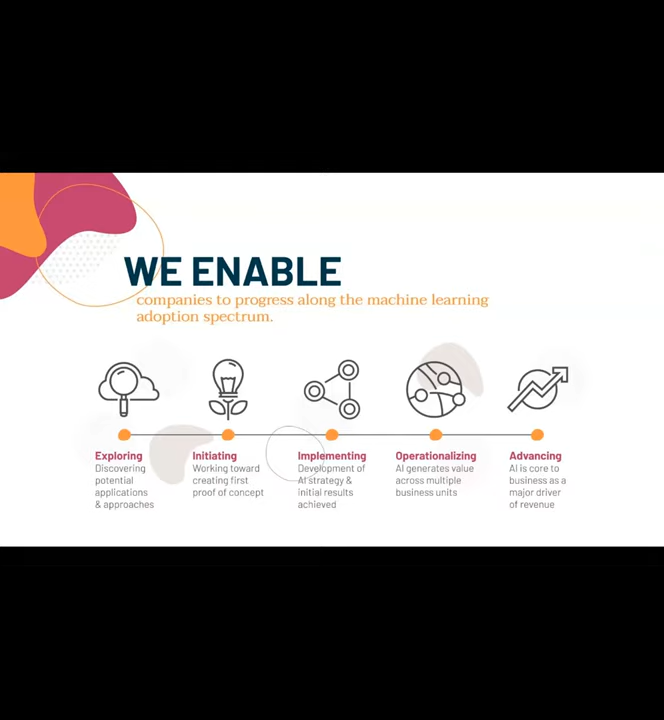 WE ENABLE
companies to progress along the machine learning
adoption spectrum.
Exploring
Discovering
potential
applications
& approaches
Initiating
Working toward
creating first
proof of concept
Implementing
Development of
AI strategy &
initial results
achieved
Operationalizing
AI generates value
across multiple
business units
Advancing
AI is core to
business as a
major driver
of revenue